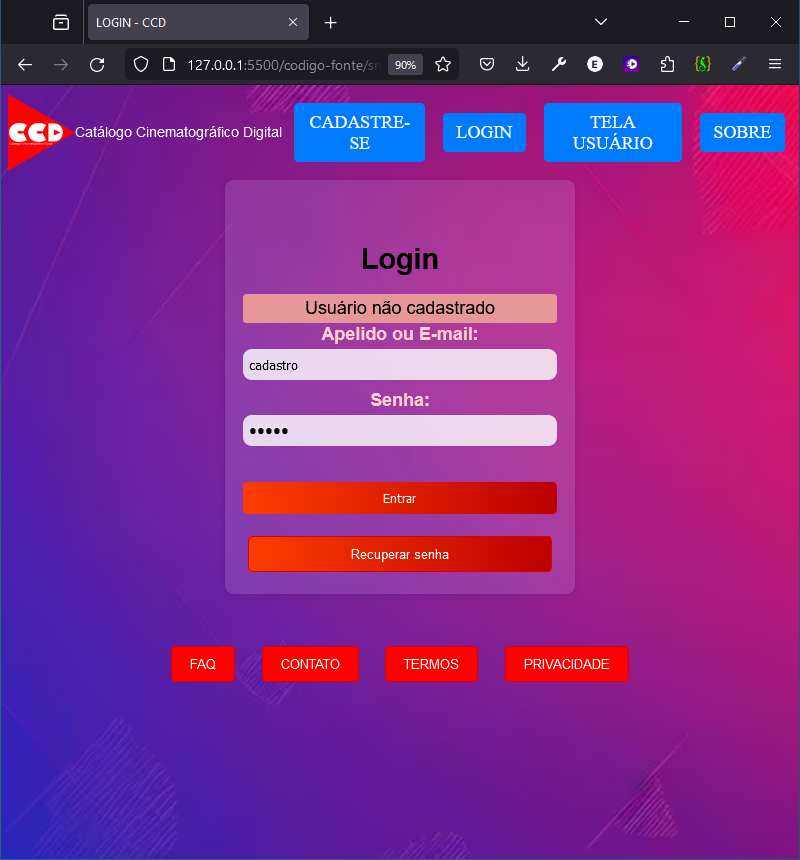 LOGIN - CCD
127.0.0.1:5500/codigo-fonte/sr
90%
CCD
Catálogo Cinematográfico Digital
CADASTRE-
SE
LOGIN
TELA
USUÁRIO
SOBRE
Login
Usuário não cadastrado
Apelido ou E-mail:
cadastro
Senha:
•••••
Entrar
Recuperar senha
FAQ
CONTATO
TERMOS
PRIVACIDADE